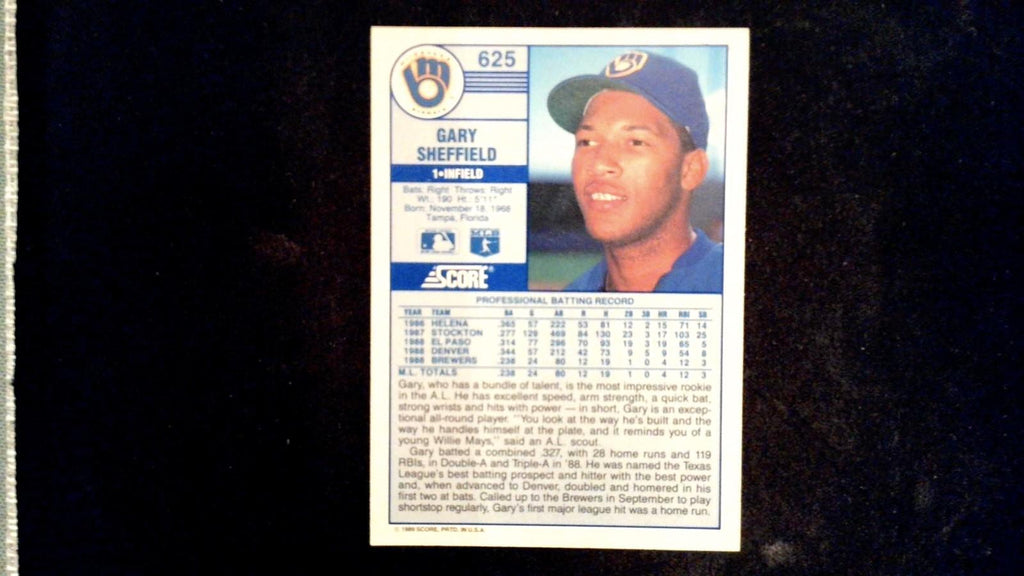 625
GARY
SHEFFIELD
1•INFIELD
Bats: Right Throws: Right
Wt.: 190 Ht.: 5'11"
Born: November 18, 1968
Tampa, Florida
MLB
SCORE®
PROFESSIONAL BATTING RECORD
YEAR TEAM BA G AB R H 2B 3B HR RBI SB
1986 HELENA .365 57 222 53 81 12 2 15 71 14
1987 STOCKTON .277 129 469 84 130 23 3 17 103 25
1988 EL PASO .314 77 296 70 93 19 3 19 65 5
1988 DENVER .344 57 212 42 73 9 5 9 54 8
1988 BREWERS .238 24 80 12 19 1 0 4 12 3
M.L. TOTALS .238 24 80 12 19 1 0 4 12 3
Gary, who has a bundle of talent, is the most impressive rookie
in the A.L. He has excellent speed, arm strength, a quick bat,
strong wrists and hits with power — in short, Gary is an excep-
tional all-round player. "You look at the way he's built and the
way he handles himself at the plate, and it reminds you of a
young Willie Mays," said an A.L. scout.
Gary batted a combined .327, with 28 home runs and 119
RBIs, in Double-A and Triple-A in '88. He was named the Texas
League's best batting prospect and hitter with the best power
and, when advanced to Denver, doubled and homered in his
first two at bats. Called up to the Brewers in September to play
shortstop regularly, Gary's first major league hit was a home run.
© 1989 SCORE, PRTD. IN U.S.A.